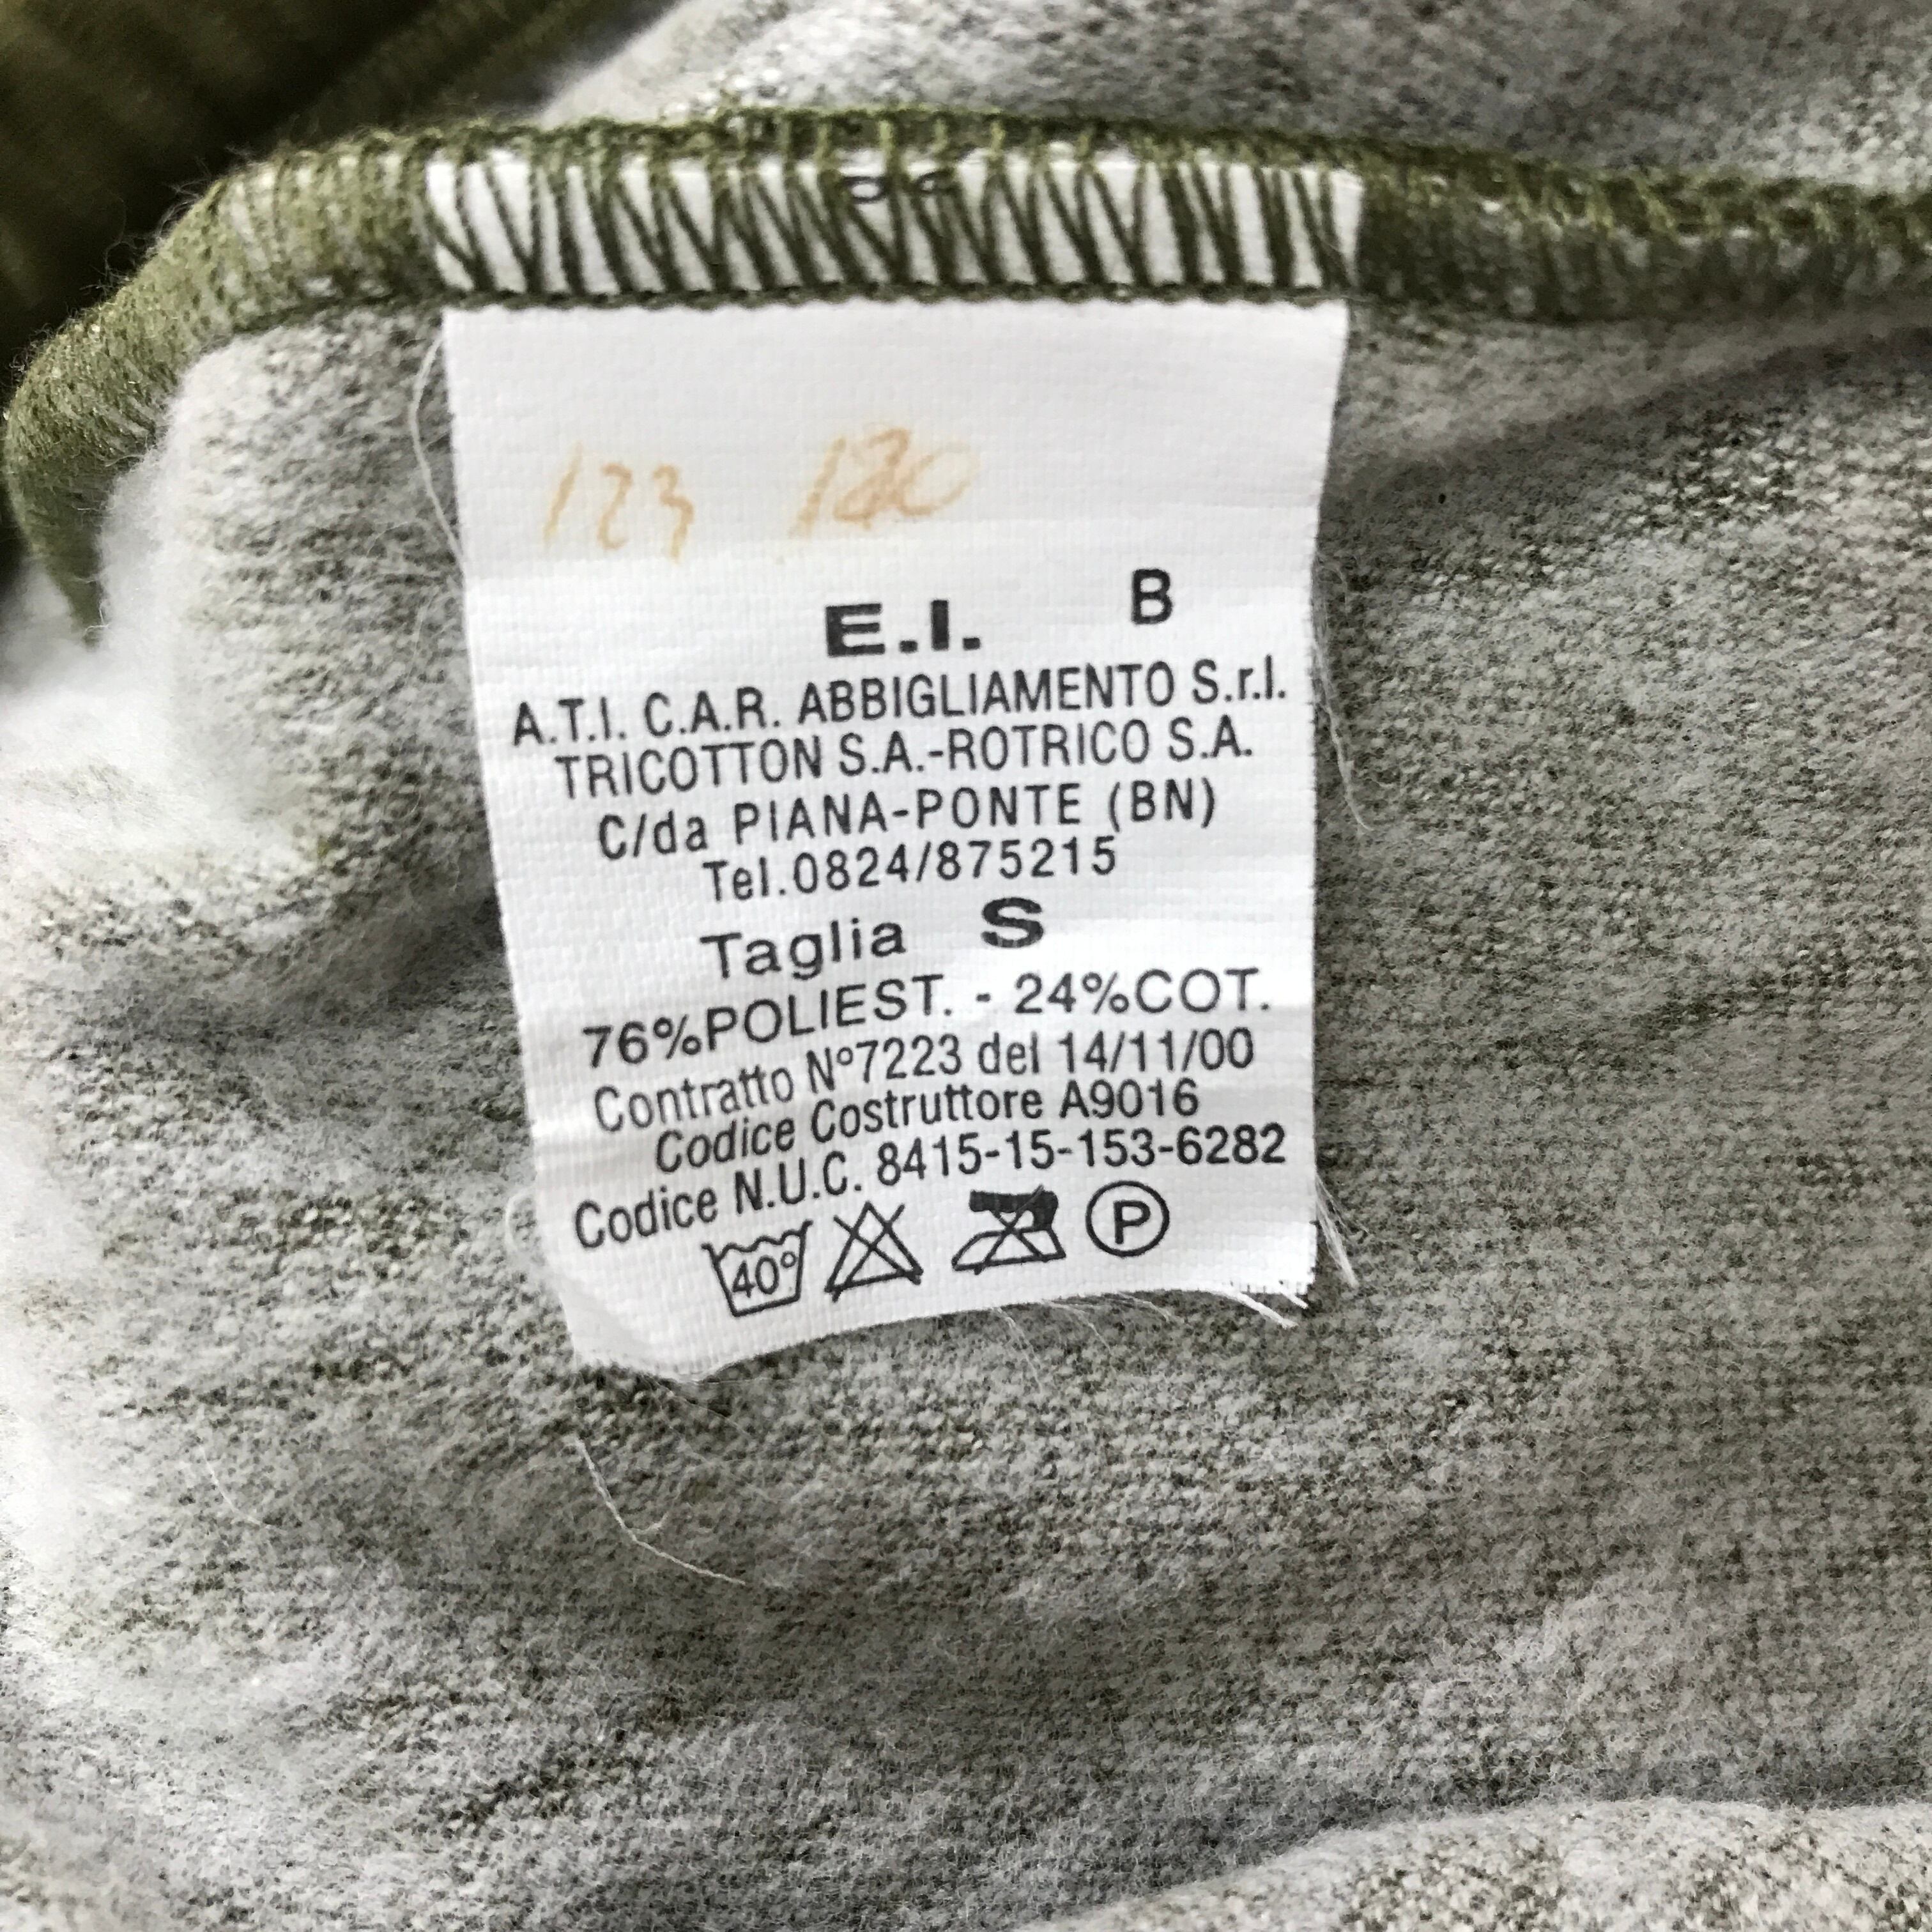 123 120
E.I. B
A.T.I. C.A.R. ABBIGLIAMENTO S.r.l.
TRICOTTON S.A.-ROTRICO S.A.
C/da PIANA-PONTE (BN)
Tel.0824/875215
Taglia S
76%POLIEST. - 24%COT.
Contratto N°7223 del 14/11/00
Codice Costruttore A9016
Codice N.U.C. 8415-15-153-6282
40° P